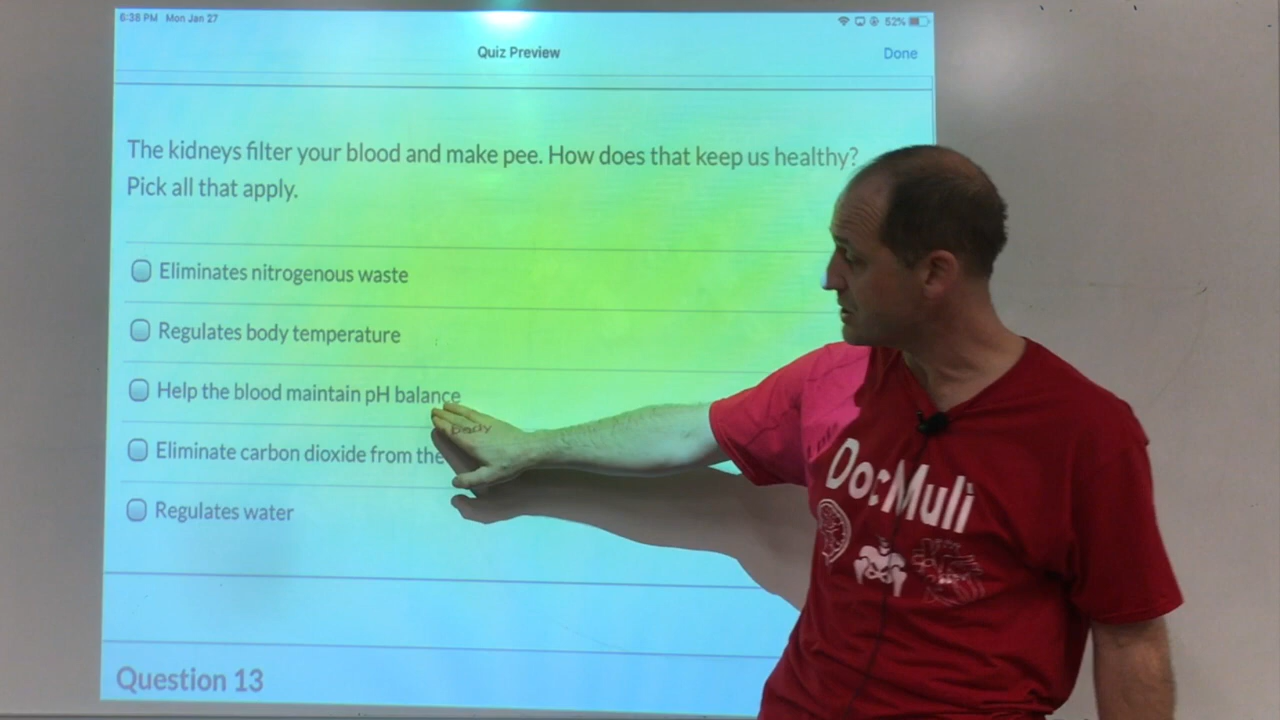 6:38 PM Mon Jan 27
52%
Quiz Preview
Done
The kidneys filter your blood and make pee. How does that keep us healthy?
Pick all that apply.
Eliminates nitrogenous waste
Regulates body temperature
Help the blood maintain pH balance
Eliminate carbon dioxide from the body
Regulates water
Question 13
DocMuli